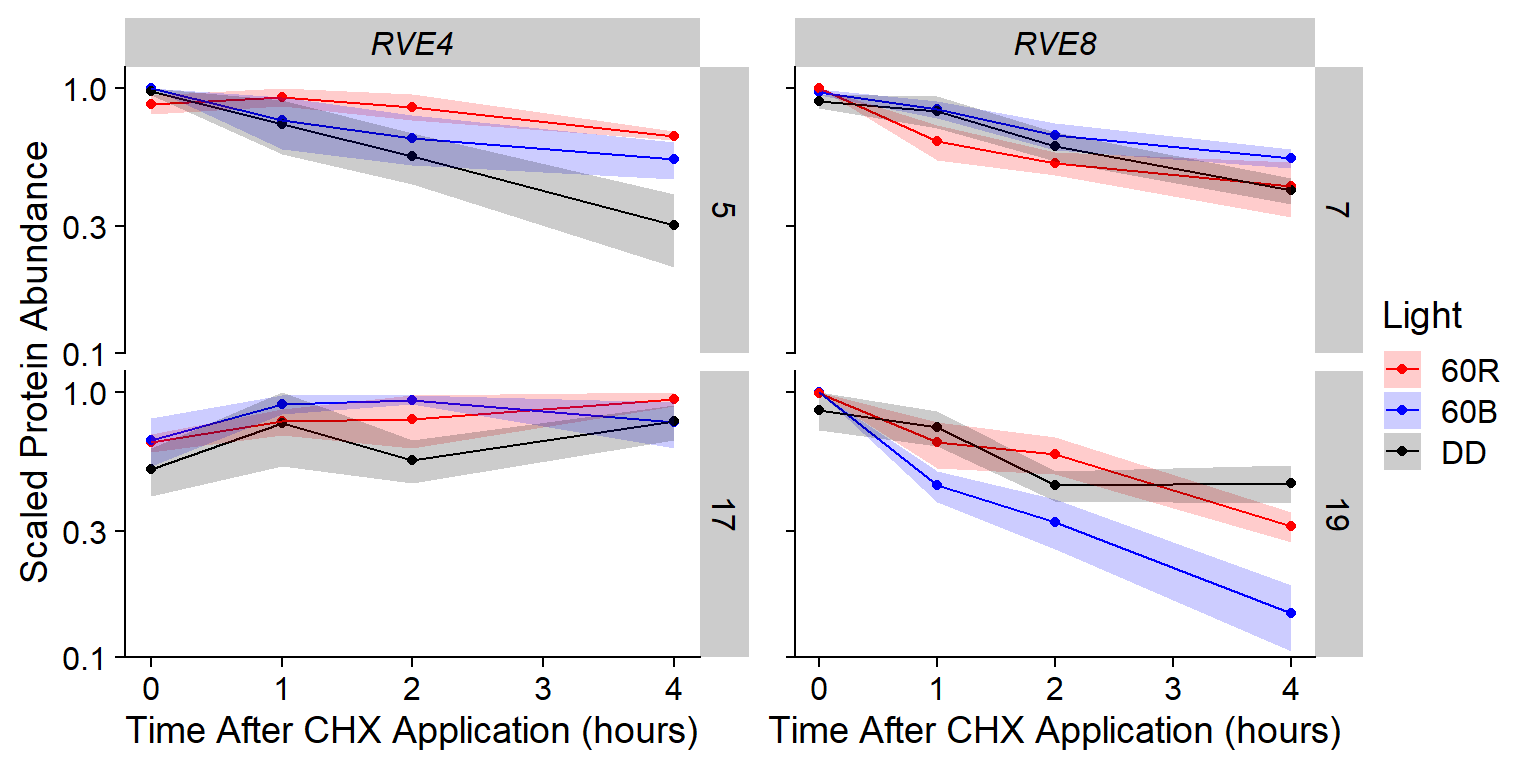 RVE4
RVE8
Scaled Protein Abundance
1.0
0.3
0.1
5
7
1.0
0.3
0.1
17
19
0 1 2 3 4
0 1 2 3 4
Time After CHX Application (hours)
Time After CHX Application (hours)
Light
60R
60B
DD